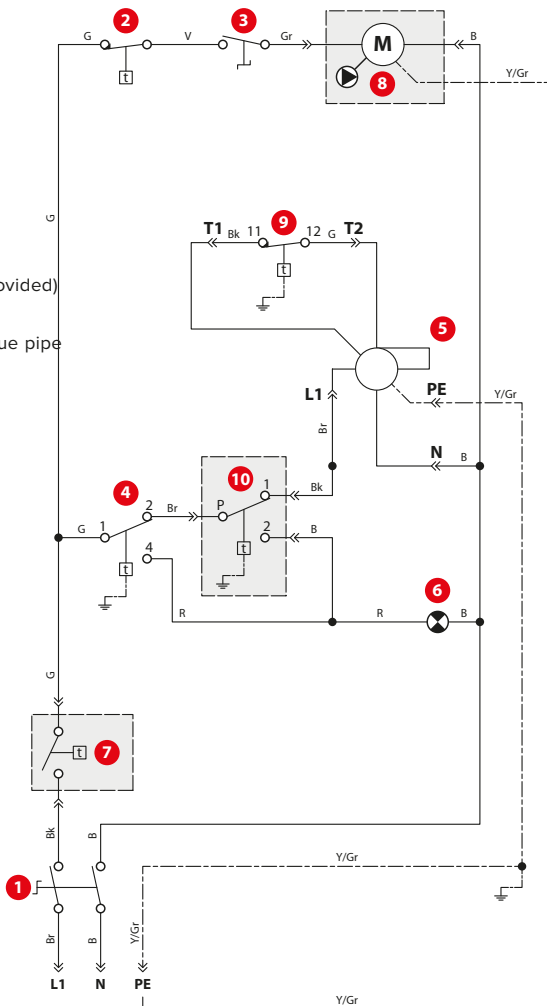 2 3
G V Gr M B
t
8
Y/Gr
G
9
T1 Bk 11 12 G T2
t
ovided)
5
ue pipe
L1 PE Y/Gr
Br
N B
10
4 1
2 Br P Bk
G 1
2 B
t
4
t
R R 6 B
G
7
t
Bk B
Y/Gr
1
Br B Y/Gr
L1 N PE
Y/Gr